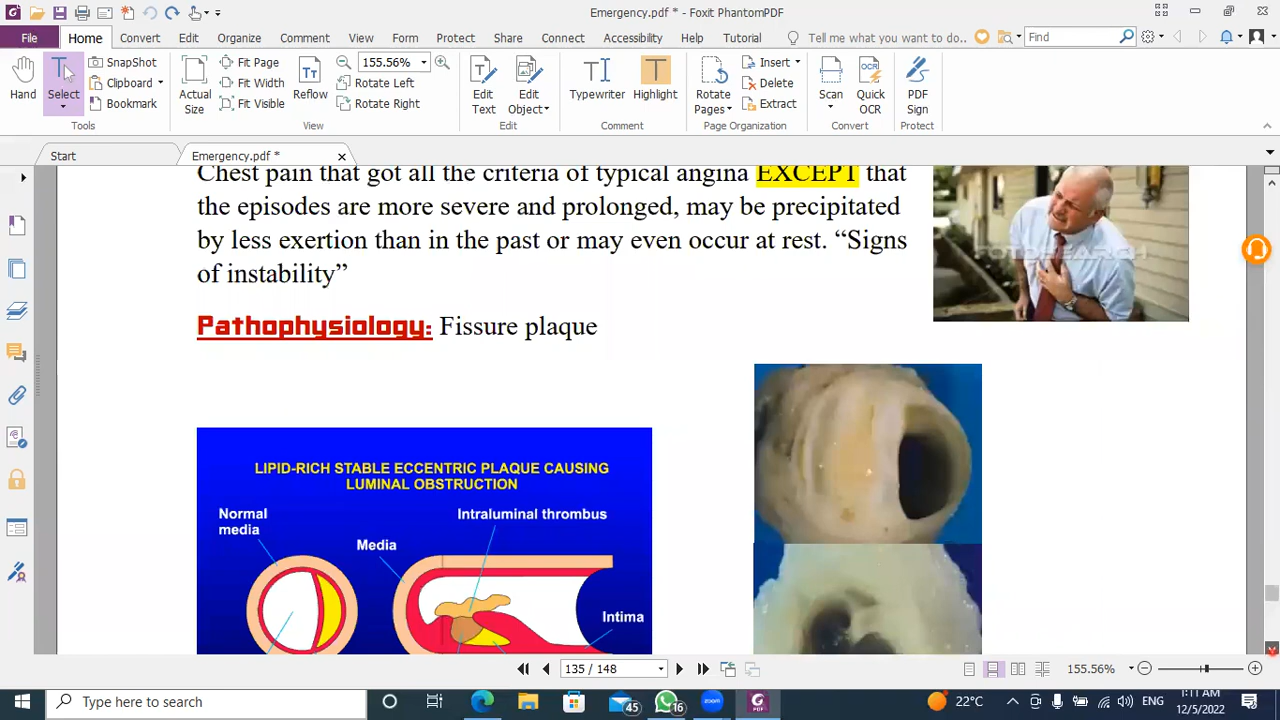 Emergency.pdf * - Foxit PhantomPDF
File Home Convert Edit Organize Comment View Form Protect Share Connect Accessibility Help Tutorial Tell me what you want to do... Find
Hand
Select
SnapShot
Clipboard
Bookmark
Tools
Actual Size
Fit Page
Fit Width
Fit Visible
Reflow
155.56%
Rotate Left
Rotate Right
View
Edit Text
Edit Object
Edit
Typewriter
Highlight
Comment
Rotate Pages
Insert
Delete
Extract
Page Organization
Scan
Quick OCR
Convert
PDF Sign
Protect
Start
Emergency.pdf *
Chest pain that got all the criteria of typical angina EXCEPT that
the episodes are more severe and prolonged, may be precipitated
by less exertion than in the past or may even occur at rest. “Signs
of instability”
FOTOSEARCH
Pathophysiology: Fissure plaque
LIPID-RICH STABLE ECCENTRIC PLAQUE CAUSING
LUMINAL OBSTRUCTION
Normal
media
Intraluminal thrombus
Media
Intima
135 / 148
155.56%
Type here to search
45
16
zoom
PDF
22°C
ENG
1:11 AM
12/5/2022